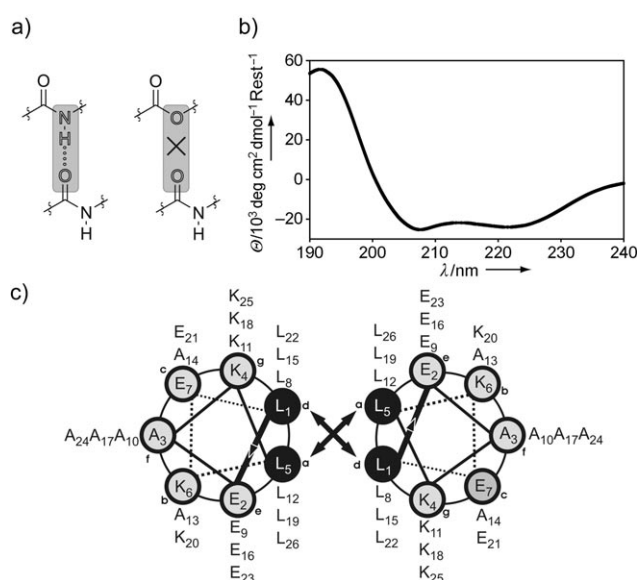 a)
O
N
H
O
N
H
O
O
O
N
H
b)
Θ/10³ deg cm² dmol⁻¹ Rest⁻¹
60
40
0
−20
190 200 210 220 230 240
λ/nm
c)
K₂₅
K₁₈
K₁₁
K₄
g
E₂₁
A₁₄
E₇
c
L₂₂
L₁₅
L₈
L₁
d
A₂₄A₁₇A₁₀
A₃
f
K₆
b
A₁₃
K₂₀
E₂
e
E₉
E₁₆
E₂₃
L₅
a
L₁₂
L₁₉
L₂₆
E₂₃
E₁₆
E₉
E₂
e
L₂₆
L₁₉
L₁₂
L₅
a
K₂₀
A₁₃
K₆
b
A₃
f
A₁₀A₁₇A₂₄
L₁
d
L₈
L₁₅
L₂₂
K₄
g
K₁₁
K₁₈
K₂₅
E₇
c
A₁₄
E₂₁